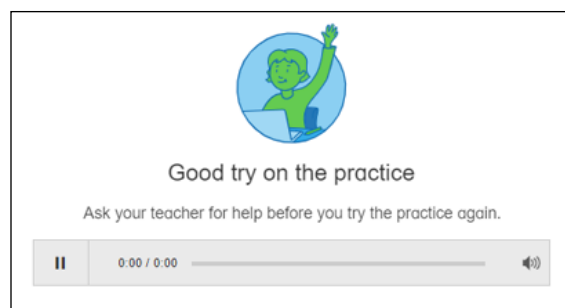 Good try on the practice
Ask your teacher for help before you try the practice again.
0:00 / 0:00